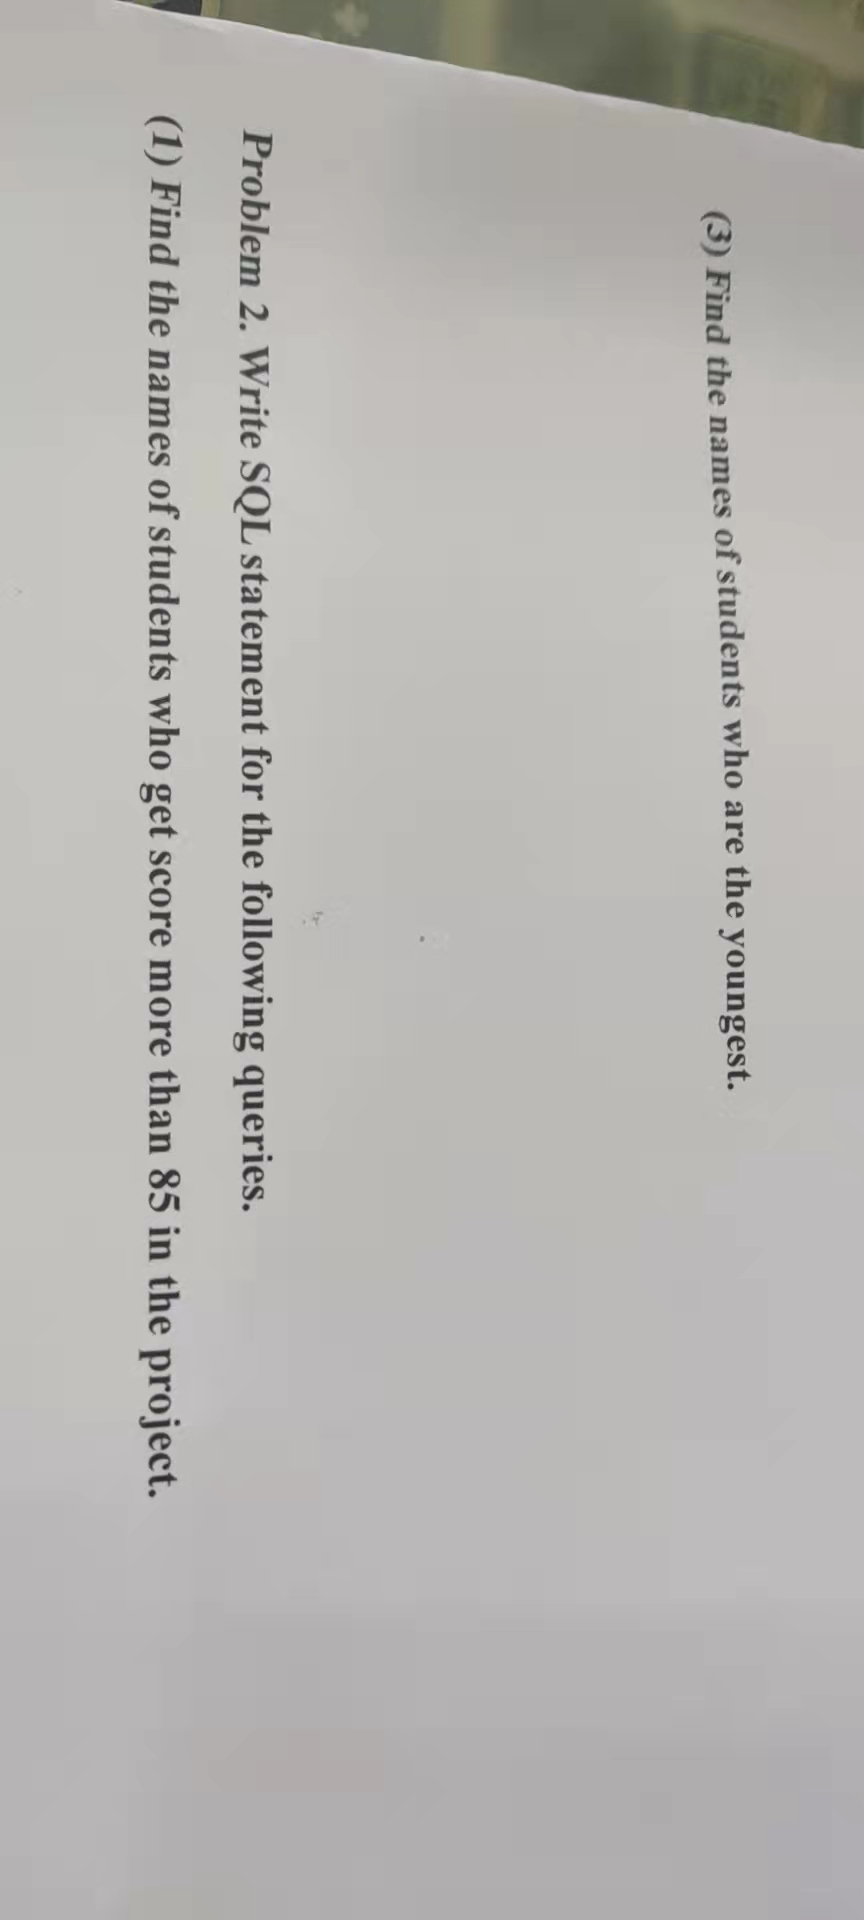 (3) Find the names of students who are the youngest.
Problem 2. Write SQL statement for the following queries.
(1) Find the names of students who get score more than 85 in the project.